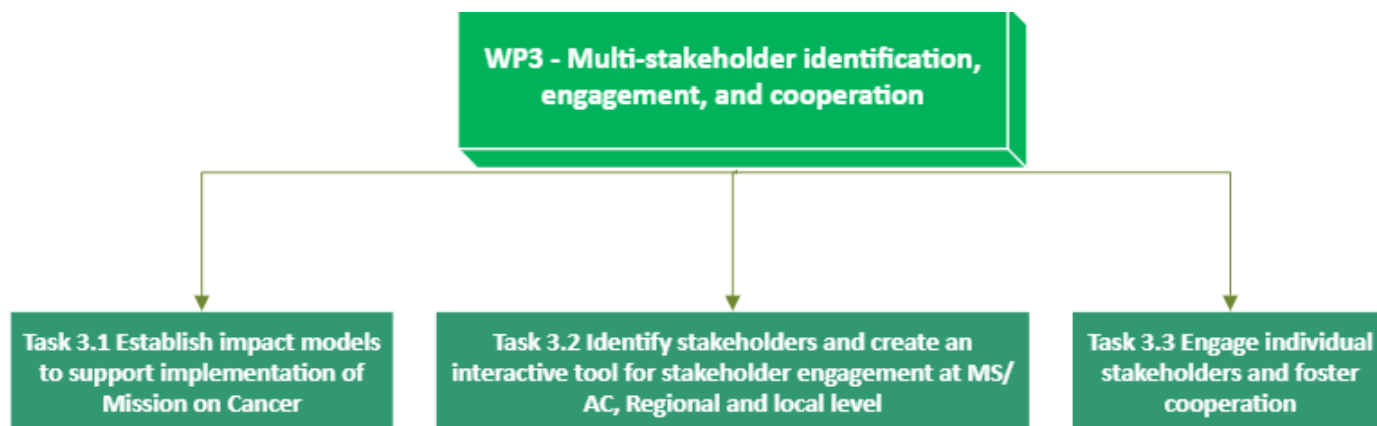 WP3 - Multi-stakeholder identification,
engagement, and cooperation
Task 3.1 Establish impact models
to support implementation of
Mission on Cancer
Task 3.2 Identify stakeholders and create an
interactive tool for stakeholder engagement at MS/
AC, Regional and local level
Task 3.3 Engage individual
stakeholders and foster
cooperation